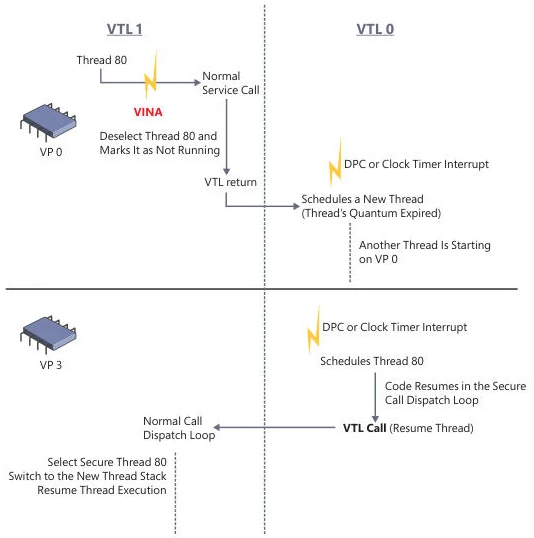 VTL 1
VTL 0
Thread 80
VINA
Normal
Service Call
VP 0
Deselect Thread 80 and
Marks It as Not Running
VTL return
DPC or Clock Timer Interrupt
Schedules a New Thread
(Thread's Quantum Expired)
Another Thread Is Starting
on VP 0
VP 3
DPC or Clock Timer Interrupt
Schedules Thread 80
Code Resumes in the Secure
Call Dispatch Loop
VTL Call (Resume Thread)
Normal Call
Dispatch Loop
Select Secure Thread 80
Switch to the New Thread Stack
Resume Thread Execution